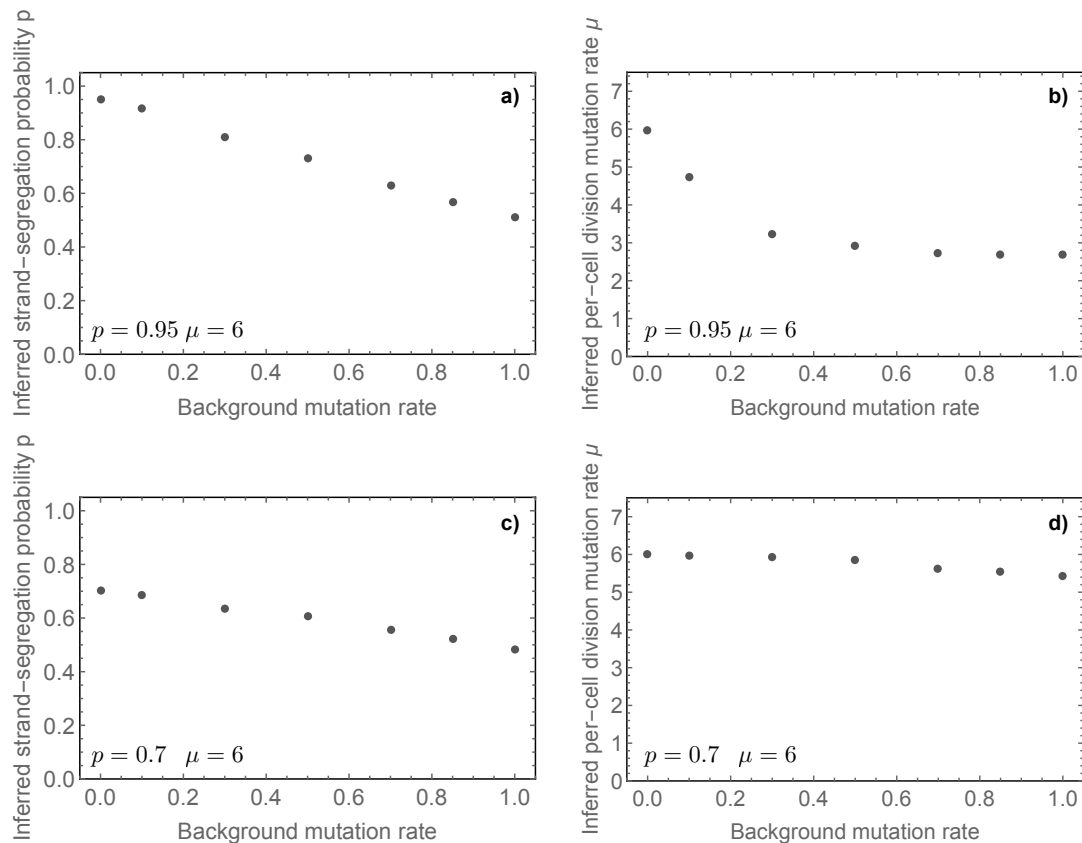 Inferred strand-segregation probability p
1.0
0.8
0.6
0.4
0.2
0.0
a)
p = 0.95 μ = 6
0.0 0.2 0.4 0.6 0.8 1.0
Background mutation rate
Inferred per-cell division mutation rate μ
7
6
5
4
3
2
1
0
b)
p = 0.95 μ = 6
0.0 0.2 0.4 0.6 0.8 1.0
Background mutation rate
Inferred strand-segregation probability p
1.0
0.8
0.6
0.4
0.2
0.0
c)
p = 0.7 μ = 6
0.0 0.2 0.4 0.6 0.8 1.0
Background mutation rate
Inferred per-cell division mutation rate μ
7
6
5
4
3
2
1
0
d)
p = 0.7 μ = 6
0.0 0.2 0.4 0.6 0.8 1.0
Background mutation rate